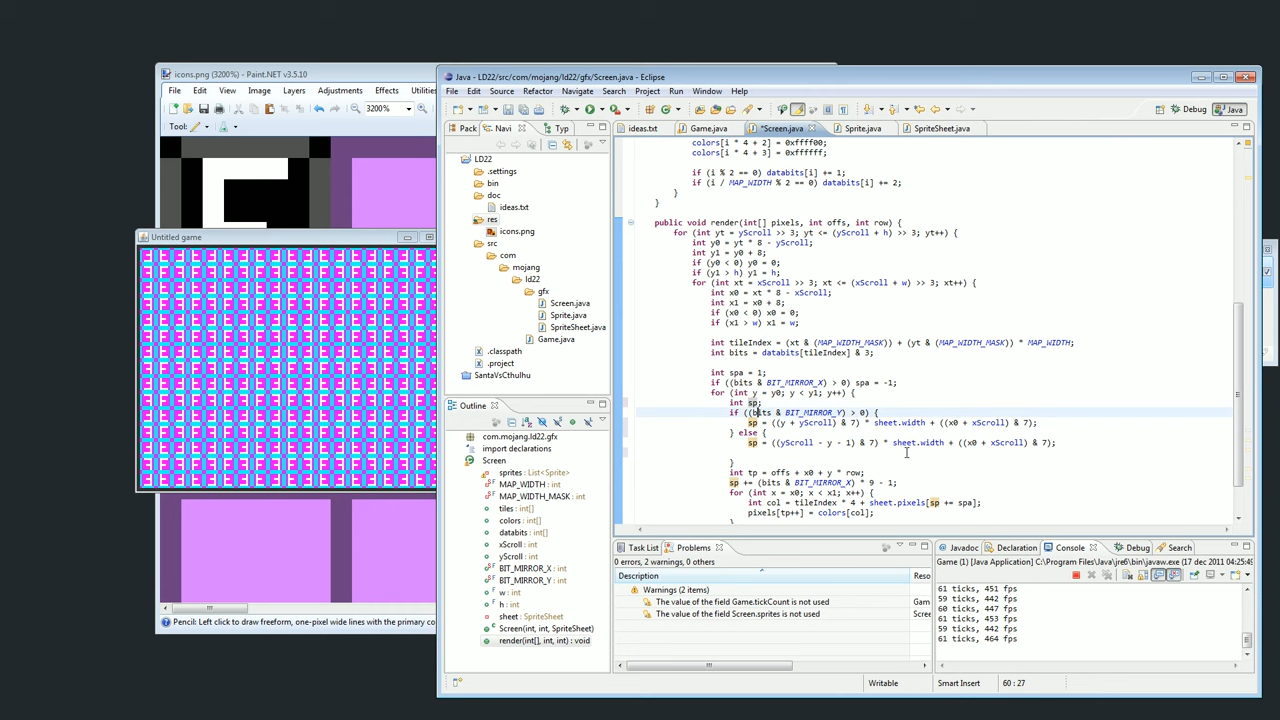 icons.png (3200%) - Paint.NET v3.5.10
File Edit View Image Layers Adjustments Effects Utilities
3200%
Tool:
Untitled game
Pencil: Left click to draw freeform, one-pixel wide lines with the primary co
Java - LD22/src/com/mojang/ld22/gfx/Screen.java - Eclipse
File Edit Source Refactor Navigate Search Project Run Window Help
Debug Java
Pack Navi Typ
LD22
.settings
bin
doc
ideas.txt
res
icons.png
src
com
mojang
ld22
gfx
Screen.java
Sprite.java
SpriteSheet.java
Game.java
.classpath
.project
SantaVsCthulhu
Outline
com.mojang.ld22.gfx
import declarations
Screen
sprites : List<Sprite>
MAP_WIDTH : int
MAP_WIDTH_MASK : int
tiles : int[]
colors : int[]
databits : int[]
xScroll : int
yScroll : int
BIT_MIRROR_X : int
BIT_MIRROR_Y : int
w : int
h : int
sheet : SpriteSheet
Screen(int, int, SpriteSheet)
render(int[], int, int) : void
ideas.txt Game.java *Screen.java Sprite.java SpriteSheet.java
colors[i * 4 + 2] = 0xffff00;
colors[i * 4 + 3] = 0xffffff;
if (i % 2 == 0) databits[i] += 1;
if (i / MAP_WIDTH % 2 == 0) databits[i] += 2;
}
}
public void render(int[] pixels, int offs, int row) {
for (int yt = yScroll >> 3; yt <= (yScroll + h) >> 3; yt++) {
int y0 = yt * 8 - yScroll;
int y1 = y0 + 8;
if (y0 < 0) y0 = 0;
if (y1 > h) y1 = h;
for (int xt = xScroll >> 3; xt <= (xScroll + w) >> 3; xt++) {
int x0 = xt * 8 - xScroll;
int x1 = x0 + 8;
if (x0 < 0) x0 = 0;
if (x1 > w) x1 = w;
int tileIndex = (xt & (MAP_WIDTH_MASK)) + (yt & (MAP_WIDTH_MASK)) * MAP_WIDTH;
int bits = databits[tileIndex] & 3;
int spa = 1;
if ((bits & BIT_MIRROR_X) > 0) spa = -1;
for (int y = y0; y < y1; y++) {
int sp;
if ((bits & BIT_MIRROR_Y) > 0) {
sp = ((y + yScroll) & 7) * sheet.width + ((x0 + xScroll) & 7);
} else {
sp = ((yScroll - y - 1) & 7) * sheet.width + ((x0 + xScroll) & 7);
}
int tp = offs + x0 + y * row;
sp += (bits & BIT_MIRROR_X) * 9 - 1;
for (int x = x0; x < x1; x++) {
int col = tileIndex * 4 + sheet.pixels[sp += spa];
pixels[tp++] = colors[col];
}
Task List Problems
0 errors, 2 warnings, 0 others
Description Reso
Warnings (2 items)
The value of the field Game.tickCount is not used Game
The value of the field Screen.sprites is not used Scree
Javadoc Declaration Console Debug Search
Game (1) [Java Application] C:\Program Files\Java\jre6\bin\javaw.exe (17 dec 2011 04:25:49
61 ticks, 451 fps
59 ticks, 442 fps
60 ticks, 447 fps
61 ticks, 453 fps
59 ticks, 442 fps
61 ticks, 464 fps
Writable Smart Insert 60 : 27